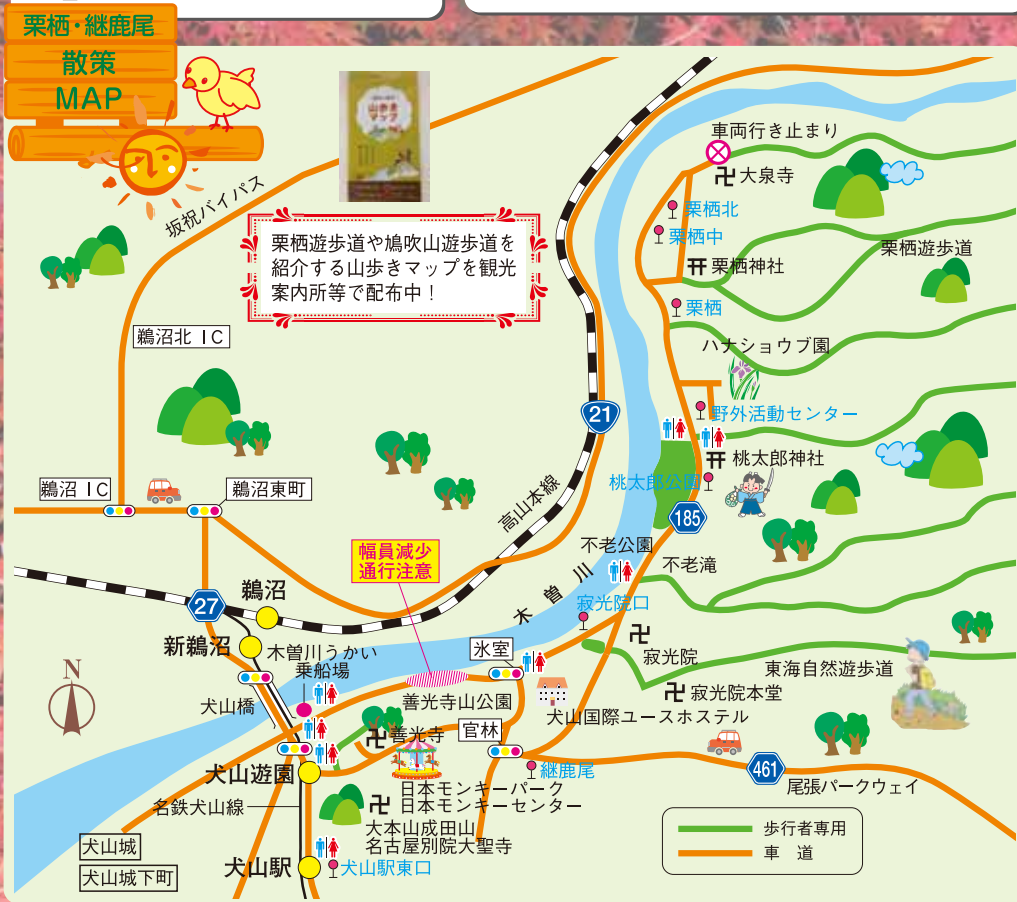 栗栖・継鹿尾
散策
MAP
山歩き
マップ
坂祝バイパス
栗栖遊歩道や鳩吹山遊歩道を
紹介する山歩きマップを観光
案内所等で配布中！
車両行き止まり
大泉寺
栗栖北
栗栖中
栗栖神社
栗栖遊歩道
栗栖
ハナショウブ園
鵜沼北 IC
21
野外活動センター
桃太郎神社
桃太郎公園
185
鵜沼 IC
鵜沼東町
高山本線
幅員減少
通行注意
不老公園
不老滝
木曽川
寂光院口
27
鵜沼
新鵜沼
木曽川うかい
乗船場
氷室
寂光院
東海自然遊歩道
寂光院本堂
N
犬山橋
善光寺山公園
犬山国際ユースホステル
官林
善光寺
継鹿尾
461
尾張パークウェイ
犬山遊園
日本モンキーパーク
日本モンキーセンター
名鉄犬山線
大本山成田山
名古屋別院大聖寺
犬山城
犬山城下町
犬山駅
犬山駅東口
歩行者専用
車　道